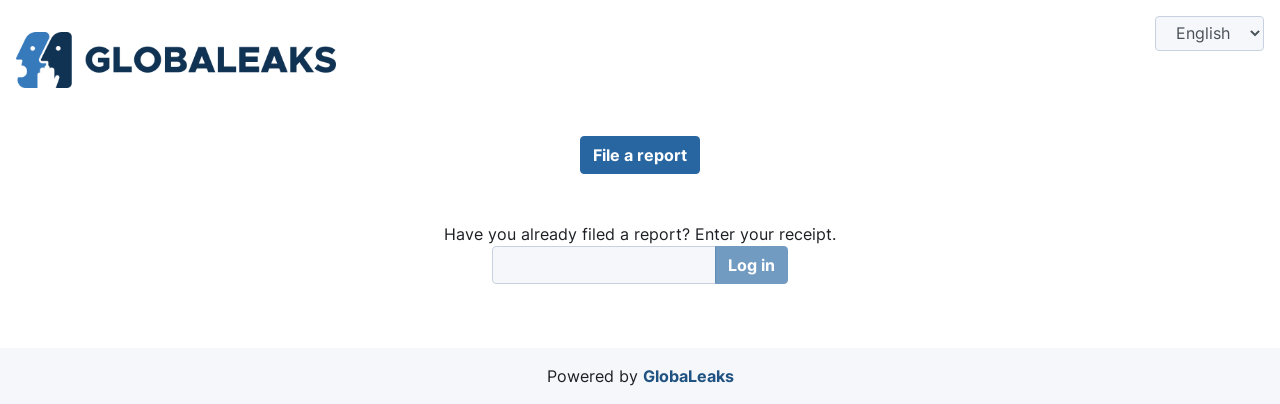 GLOBALEAKS
English
File a report
Have you already filed a report? Enter your receipt.
Log in
Powered by GlobaLeaks